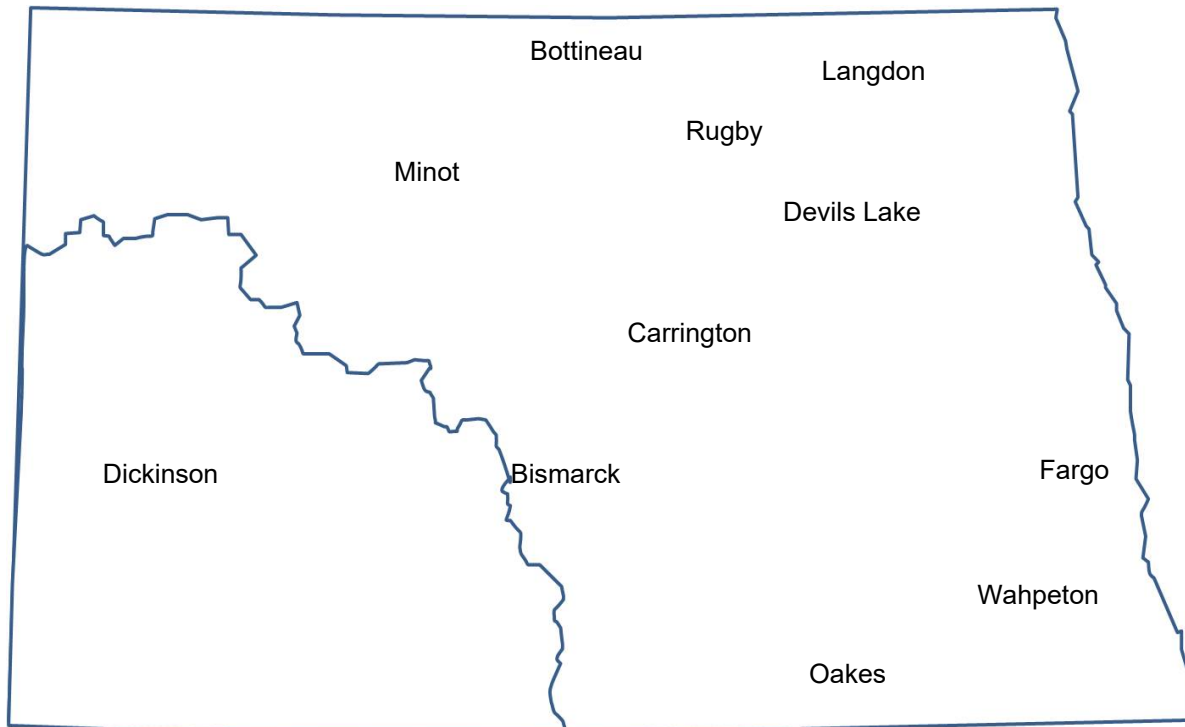 Bottineau
Langdon
Rugby
Minot
Devils Lake
Carrington
Dickinson
Bismarck
Fargo
Wahpeton
Oakes